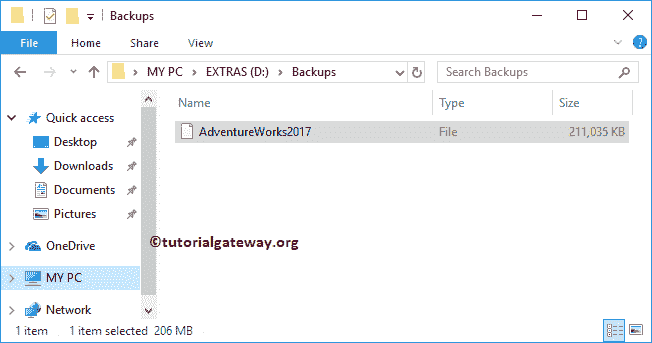 Backups
File Home Share View
MY PC EXTRAS (D:) Backups Search Backups
Name Type Size
AdventureWorks2017 File 211,035 KB
Quick access
Desktop
Downloads
Documents
Pictures
OneDrive
MY PC
Network
©tutorialgateway.org
1 item 1 item selected 206 MB